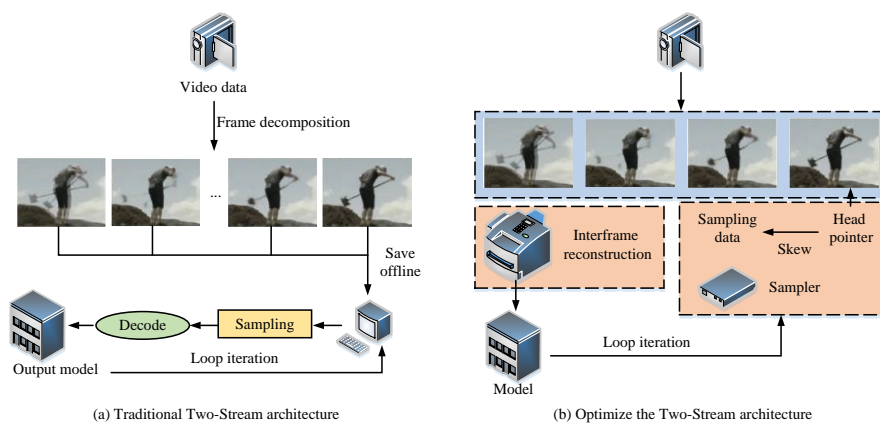 Video data
Frame decomposition
...
Save
offline
Decode
Sampling
Output model
Loop iteration
(a) Traditional Two-Stream architecture
Interframe
reconstruction
Sampling
data
Head
pointer
Skew
Sampler
Loop iteration
Model
(b) Optimize the Two-Stream architecture